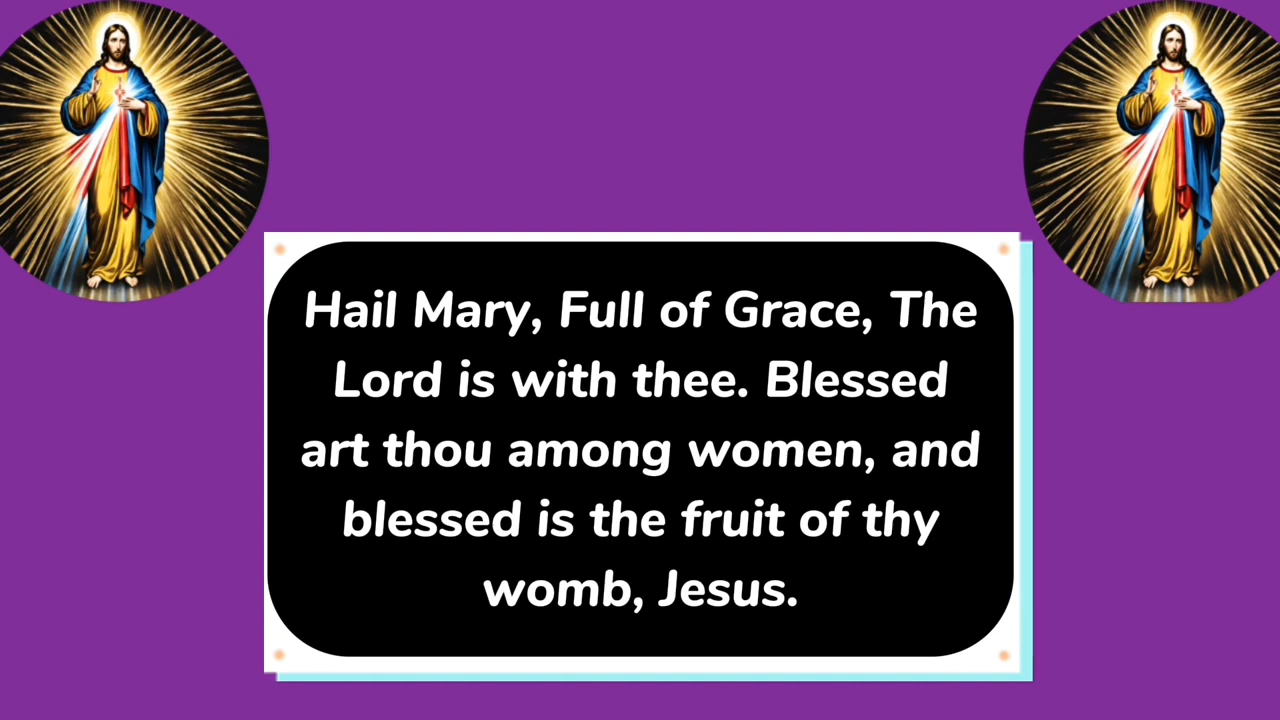 Hail Mary, Full of Grace, The
Lord is with thee. Blessed
art thou among women, and
blessed is the fruit of thy
womb, Jesus.